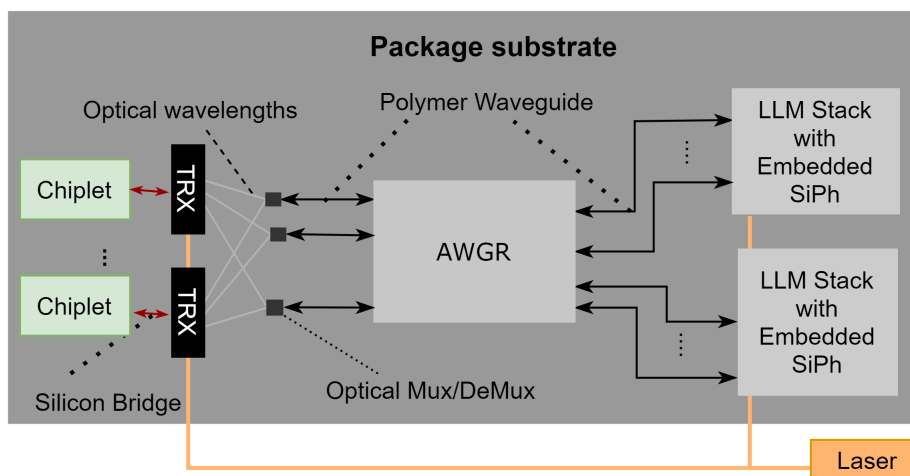 Package substrate
Optical wavelengths
Polymer Waveguide
LLM Stack
with
Embedded
SiPh
Chiplet
TRX
AWGR
Chiplet
TRX
LLM Stack
with
Embedded
SiPh
Silicon Bridge
Optical Mux/DeMux
Laser